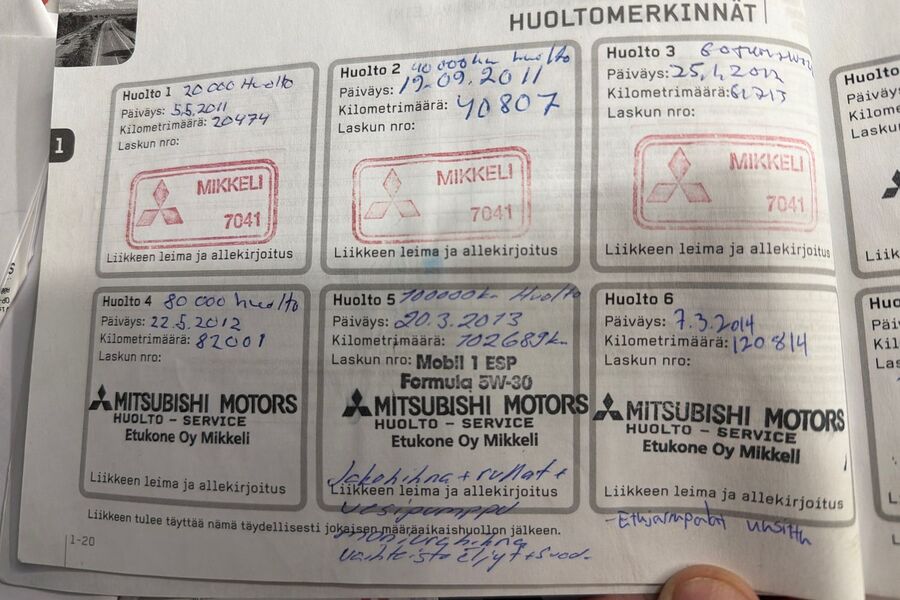 HUOLTOMERKINNÄT
1
Huolto 1 20 000 Huolto
Päiväys: 5.5.2011
Kilometrimäärä: 20474
Laskun nro:
MIKKELI
7041
Liikkeen leima ja allekirjoitus
Huolto 2 40 000 km huolto
Päiväys: 19.09.2011
Kilometrimäärä: 40807
Laskun nro:
MIKKELI
7041
Liikkeen leima ja allekirjoitus
Huolto 3
Päiväys: 25.1.2012
Kilometrimäärä:
Laskun nro:
MIKKELI
7041
Liikkeen leima ja allekirjoitus
Huolto 4 80 000 huolto
Päiväys: 22.5.2012
Kilometrimäärä: 82001
Laskun nro:
MITSUBISHI MOTORS
HUOLTO - SERVICE
Etukone Oy Mikkeli
Liikkeen leima ja allekirjoitus
Huolto 5 100000km Huolto
Päiväys: 20.3.2013
Kilometrimäärä: 102689km
Laskun nro:
Mobil 1 ESP
Formula 5W-30
MITSUBISHI MOTORS
HUOLTO - SERVICE
Etukone Oy Mikkeli
Jakohihna + rullat +
Liikkeen leima ja allekirjoitus
vesipumppu
Huolto 6
Päiväys: 7.3.2014
Kilometrimäärä: 120814
Laskun nro:
MITSUBISHI MOTORS
HUOLTO - SERVICE
Etukone Oy Mikkeli
Liikkeen leima ja allekirjoitus
uusittu
Liikkeen tulee täyttää nämä täydellisesti jokaisen määräaikaishuollon jälkeen.
öljyt + suod.
1-20